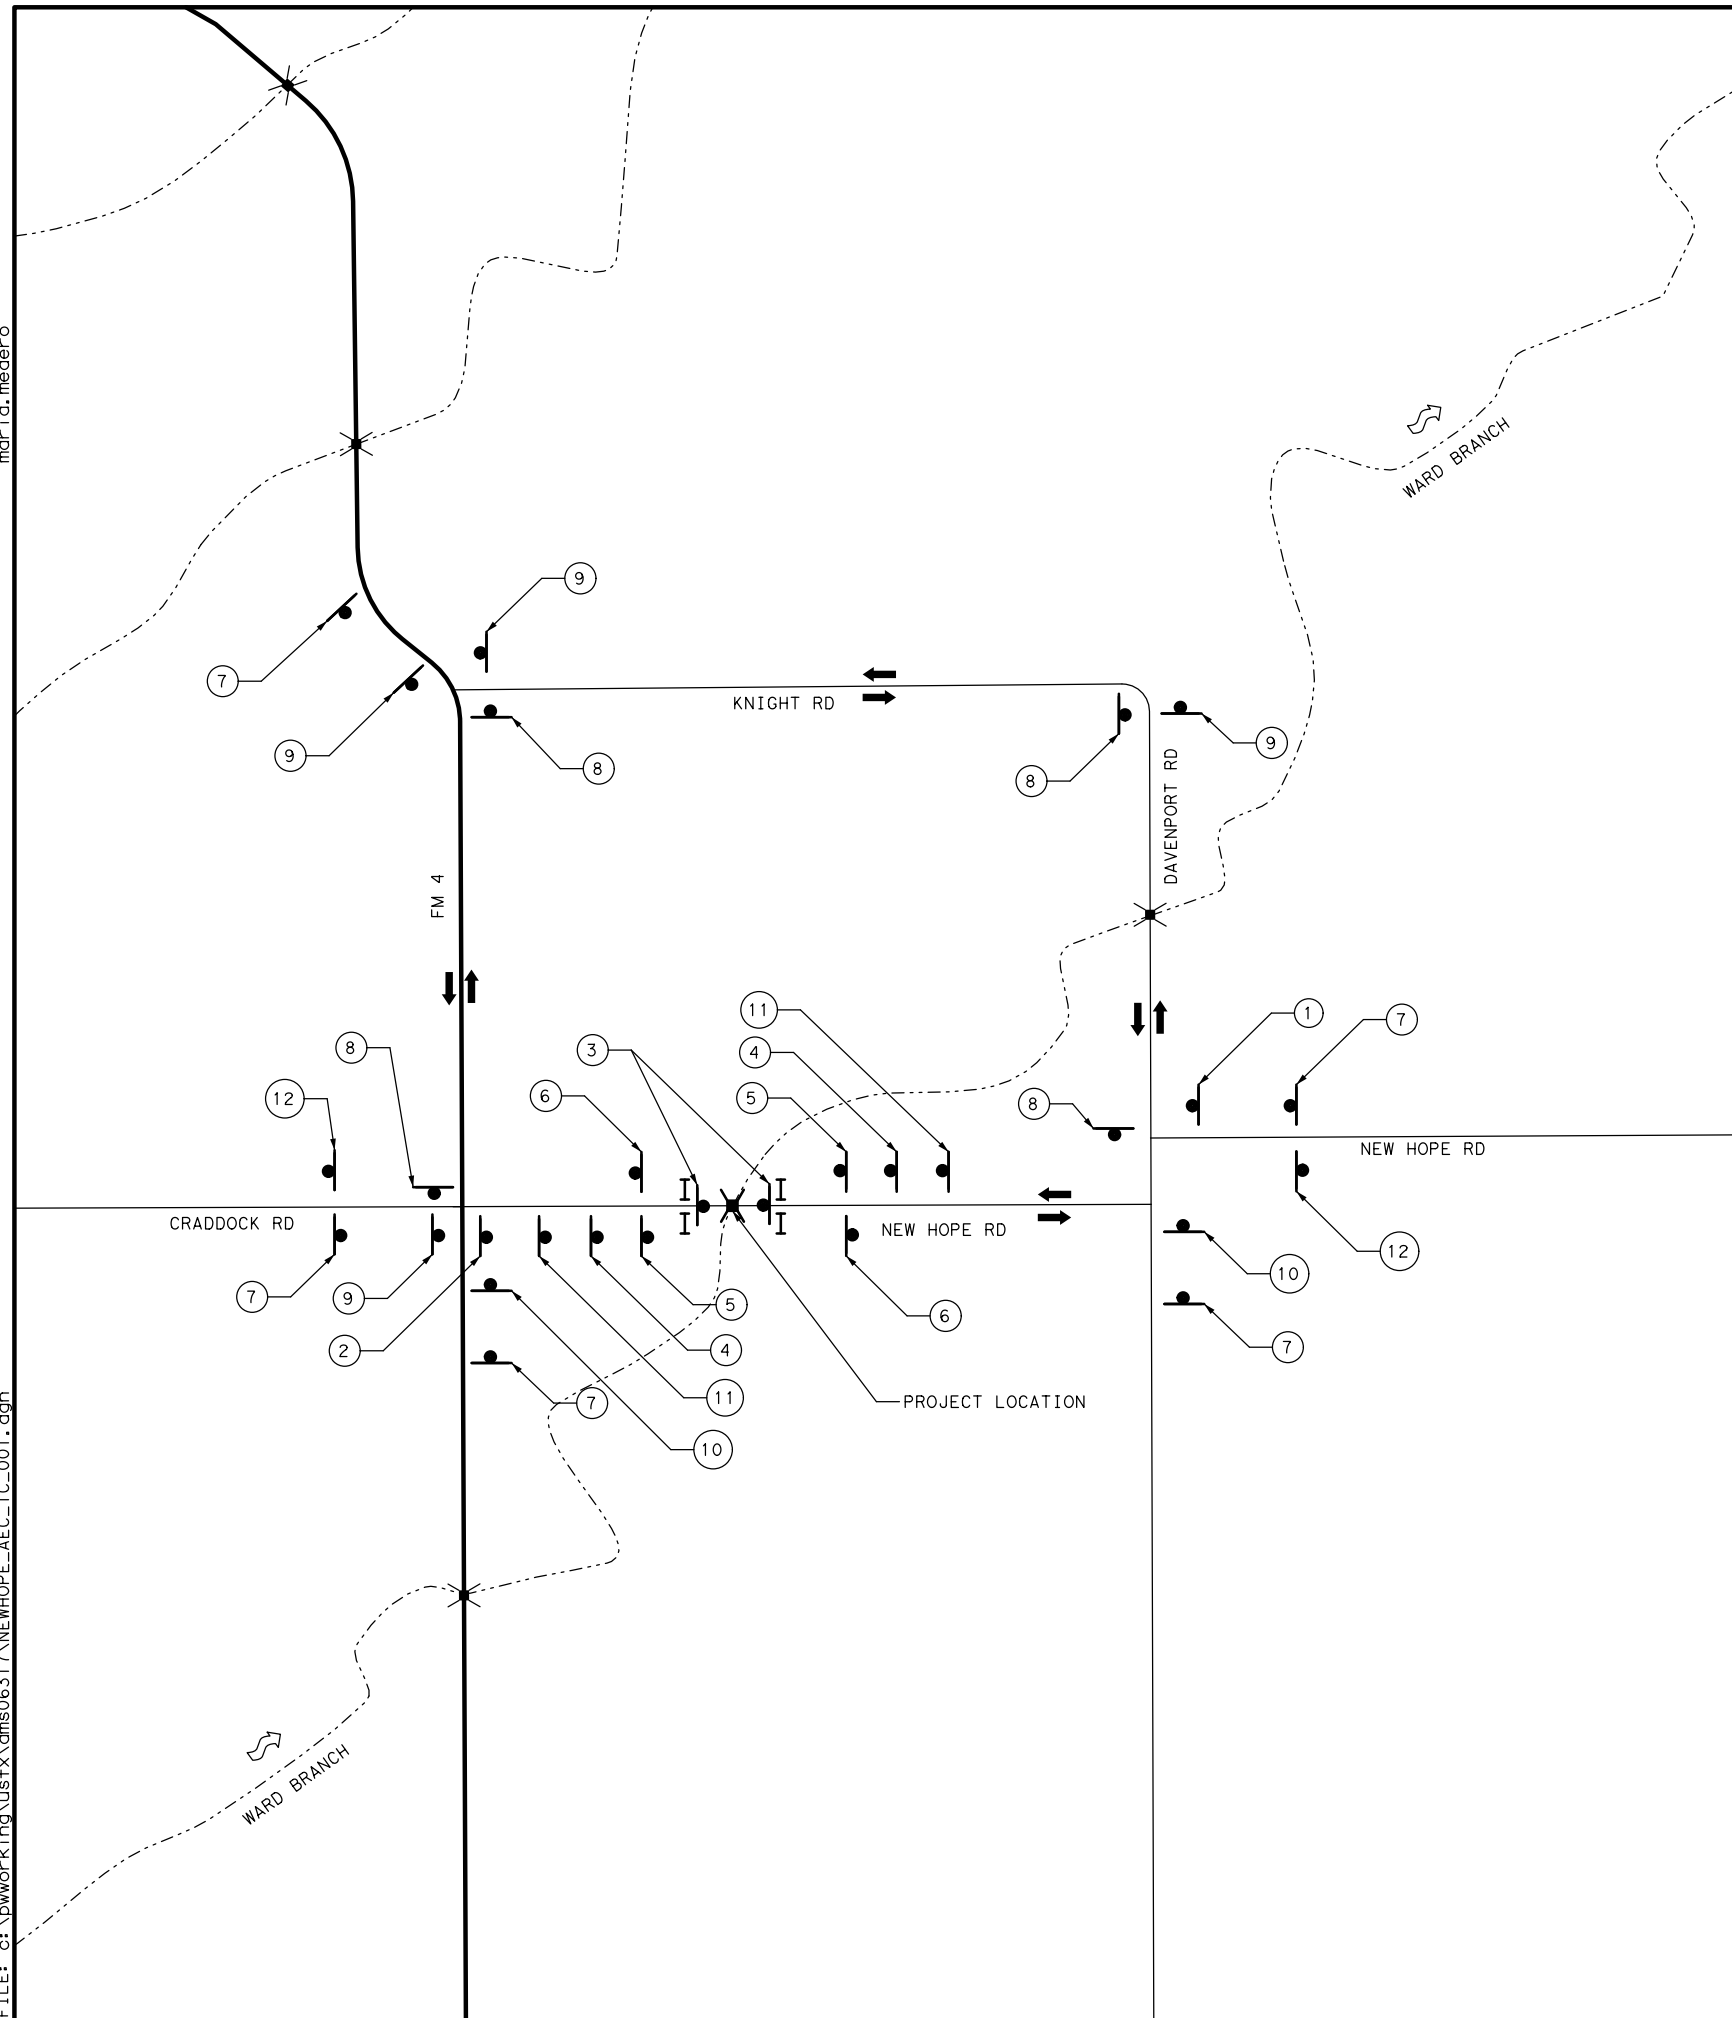 maria.medero
WARD BRANCH
9
7
KNIGHT RD
9
8
9
8
DAVENPORT RD
FM 4
11
1
7
8
3
4
12
6
5
8
NEW HOPE RD
CRADDOCK RD
NEW HOPE RD
12
10
7
9
5
6
2
4
7
11
7
PROJECT LOCATION
10
WARD BRANCH
FILE: c:\pwworking\ustx\dms06317\NEWHOPE_AEC_TC_001.dgn